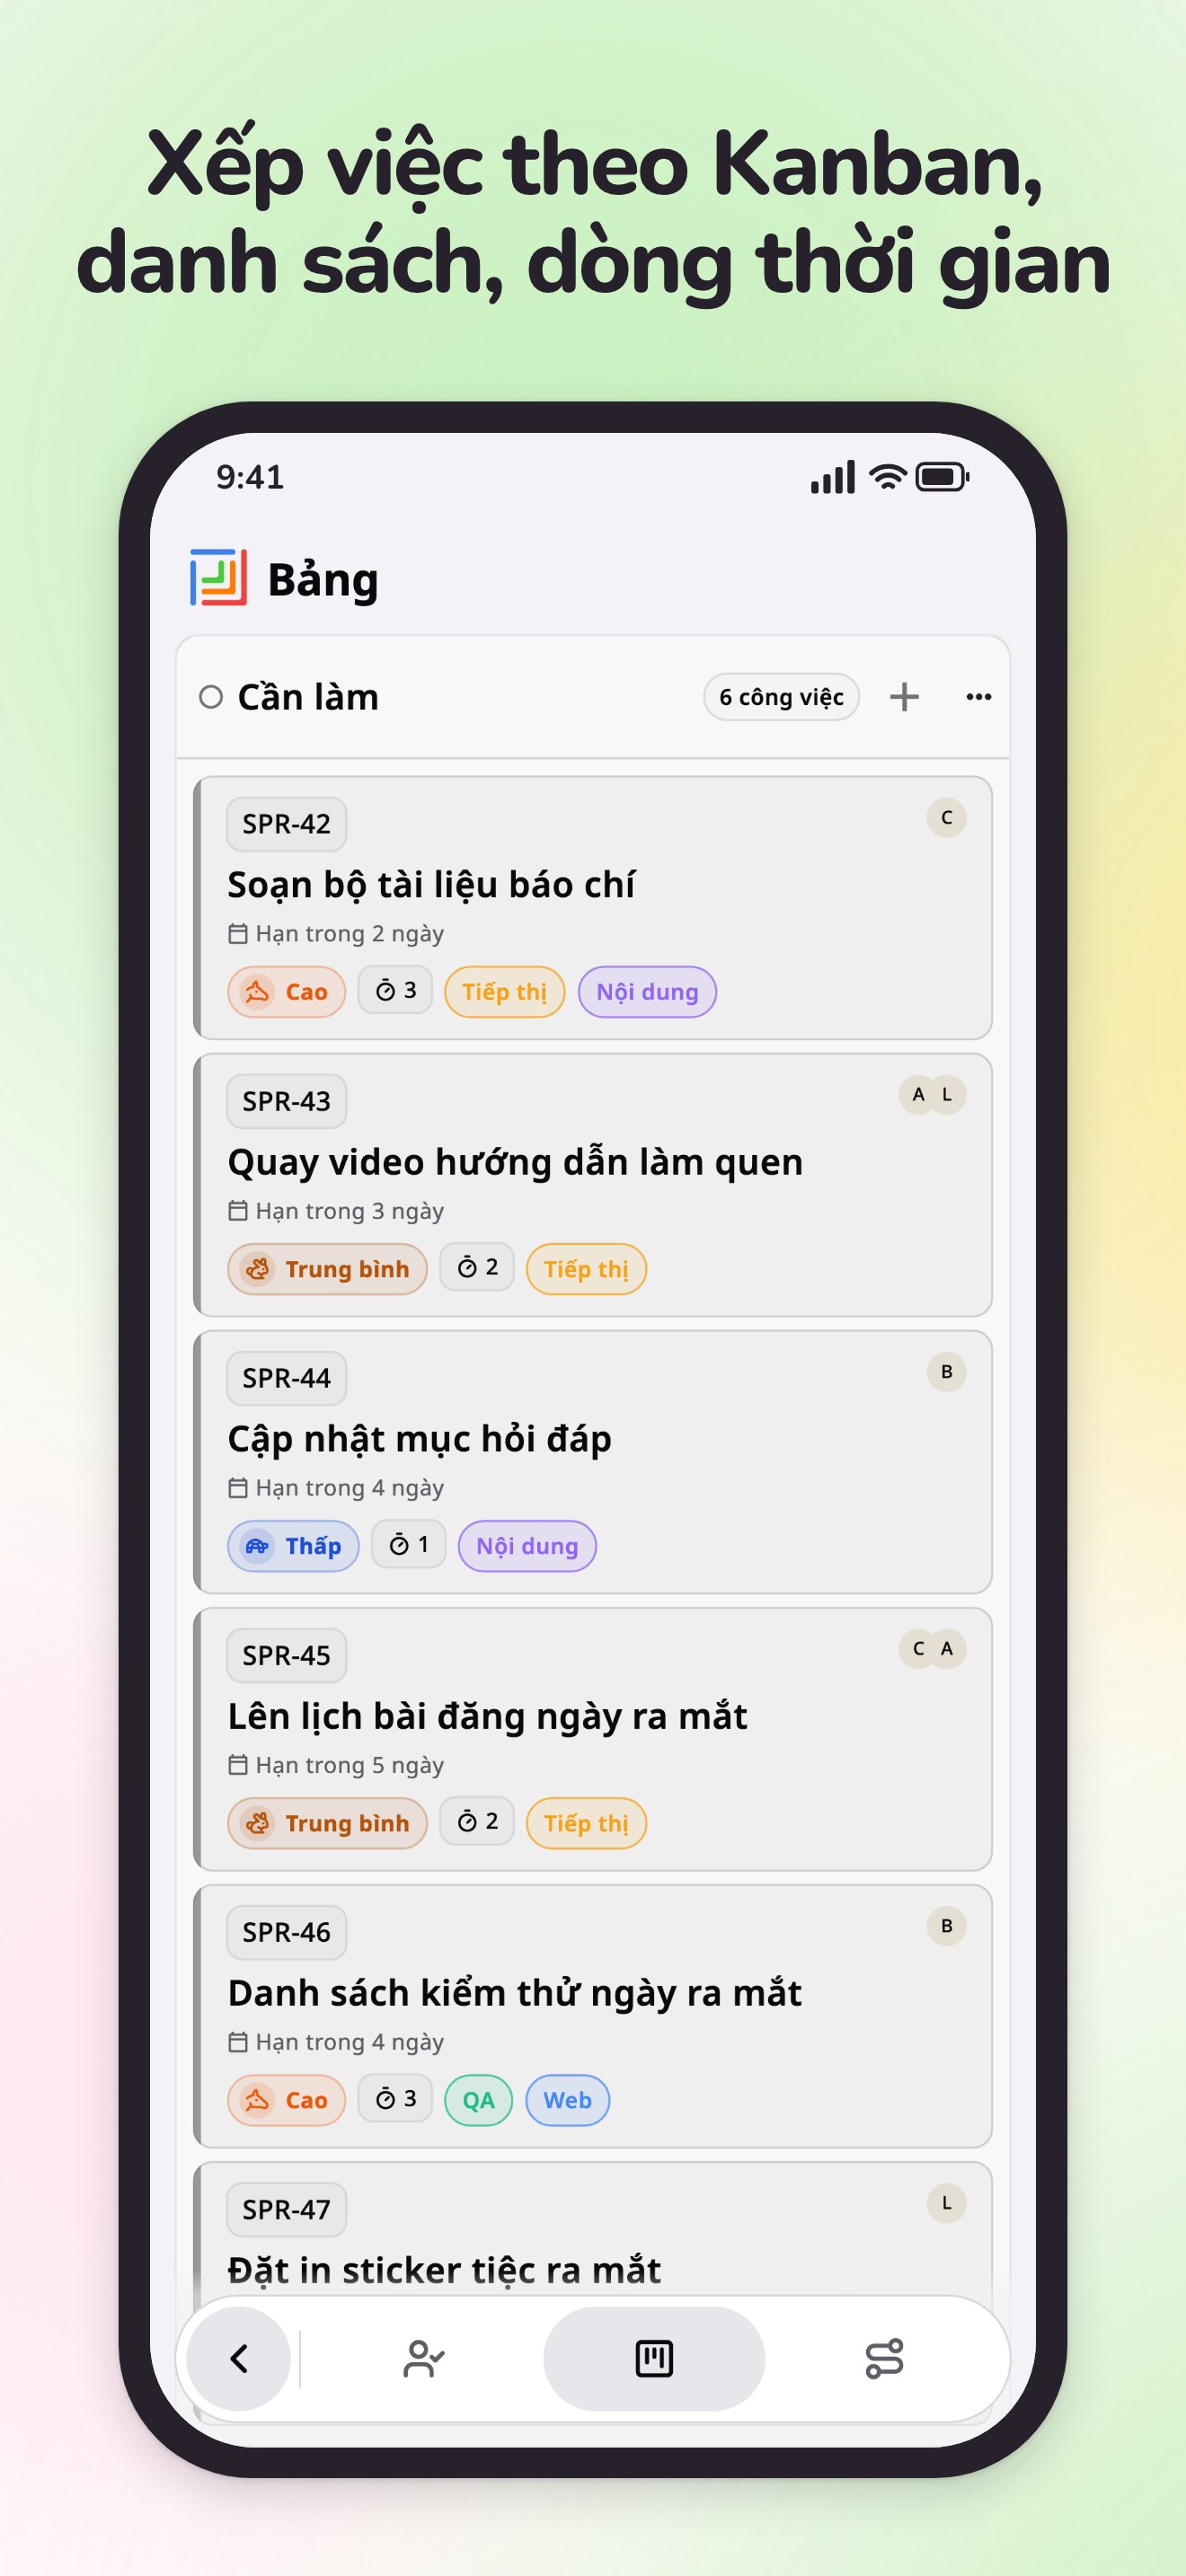 Xếp việc theo Kanban,
danh sách, dòng thời gian
9:41
Bảng
Cần làm
6 công việc
SPR-42
C
Soạn bộ tài liệu báo chí
Hạn trong 2 ngày
Cao
3
Tiếp thị
Nội dung
SPR-43
A L
Quay video hướng dẫn làm quen
Hạn trong 3 ngày
Trung bình
2
Tiếp thị
SPR-44
B
Cập nhật mục hỏi đáp
Hạn trong 4 ngày
Thấp
1
Nội dung
SPR-45
C A
Lên lịch bài đăng ngày ra mắt
Hạn trong 5 ngày
Trung bình
2
Tiếp thị
SPR-46
B
Danh sách kiểm thử ngày ra mắt
Hạn trong 4 ngày
Cao
3
QA
Web
SPR-47
L
Đặt in sticker tiệc ra mắt